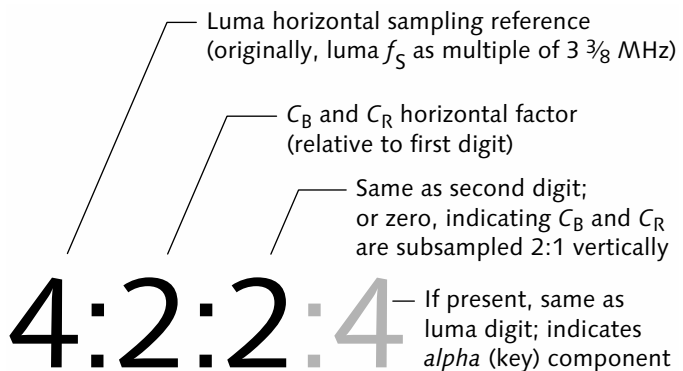 Luma horizontal sampling reference
(originally, luma fS as multiple of 3 ⅜ MHz)
CB and CR horizontal factor
(relative to first digit)
Same as second digit;
or zero, indicating CB and CR
are subsampled 2:1 vertically
4:2:2:4
If present, same as
luma digit; indicates
alpha (key) component